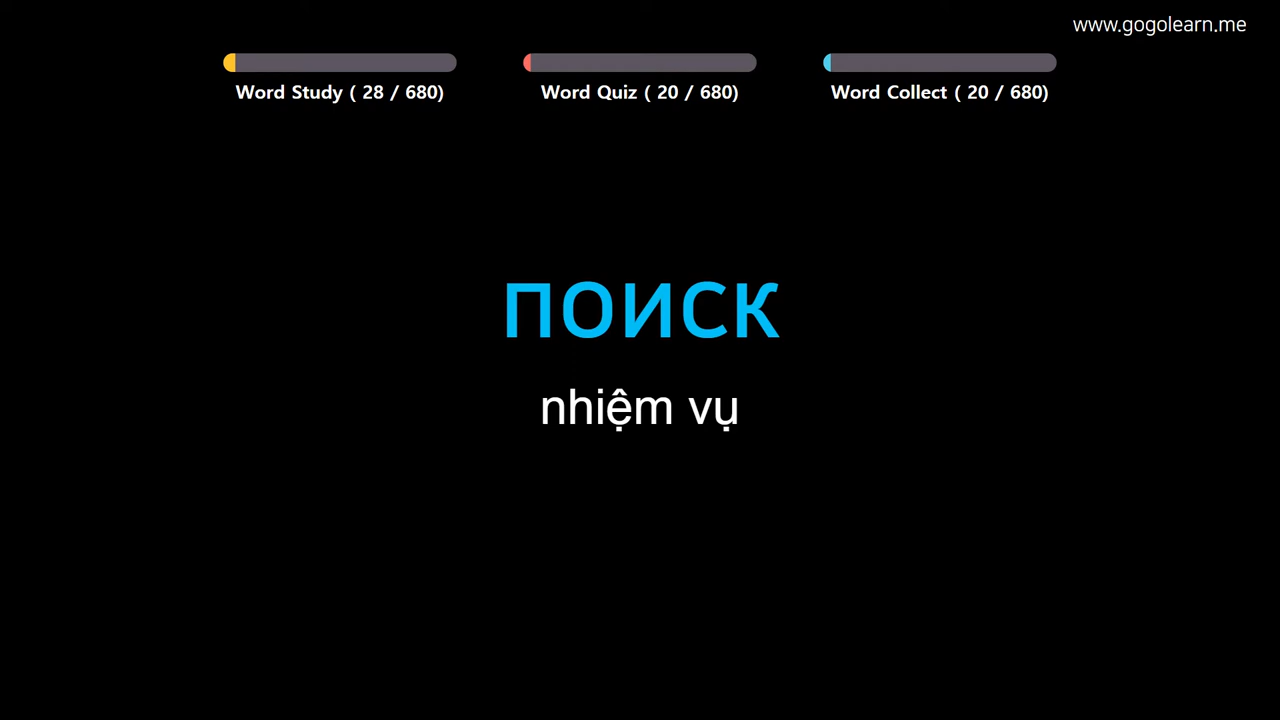 www.gogolearn.me
Word Study ( 28 / 680)
Word Quiz ( 20 / 680)
Word Collect ( 20 / 680)
поиск
nhiệm vụ